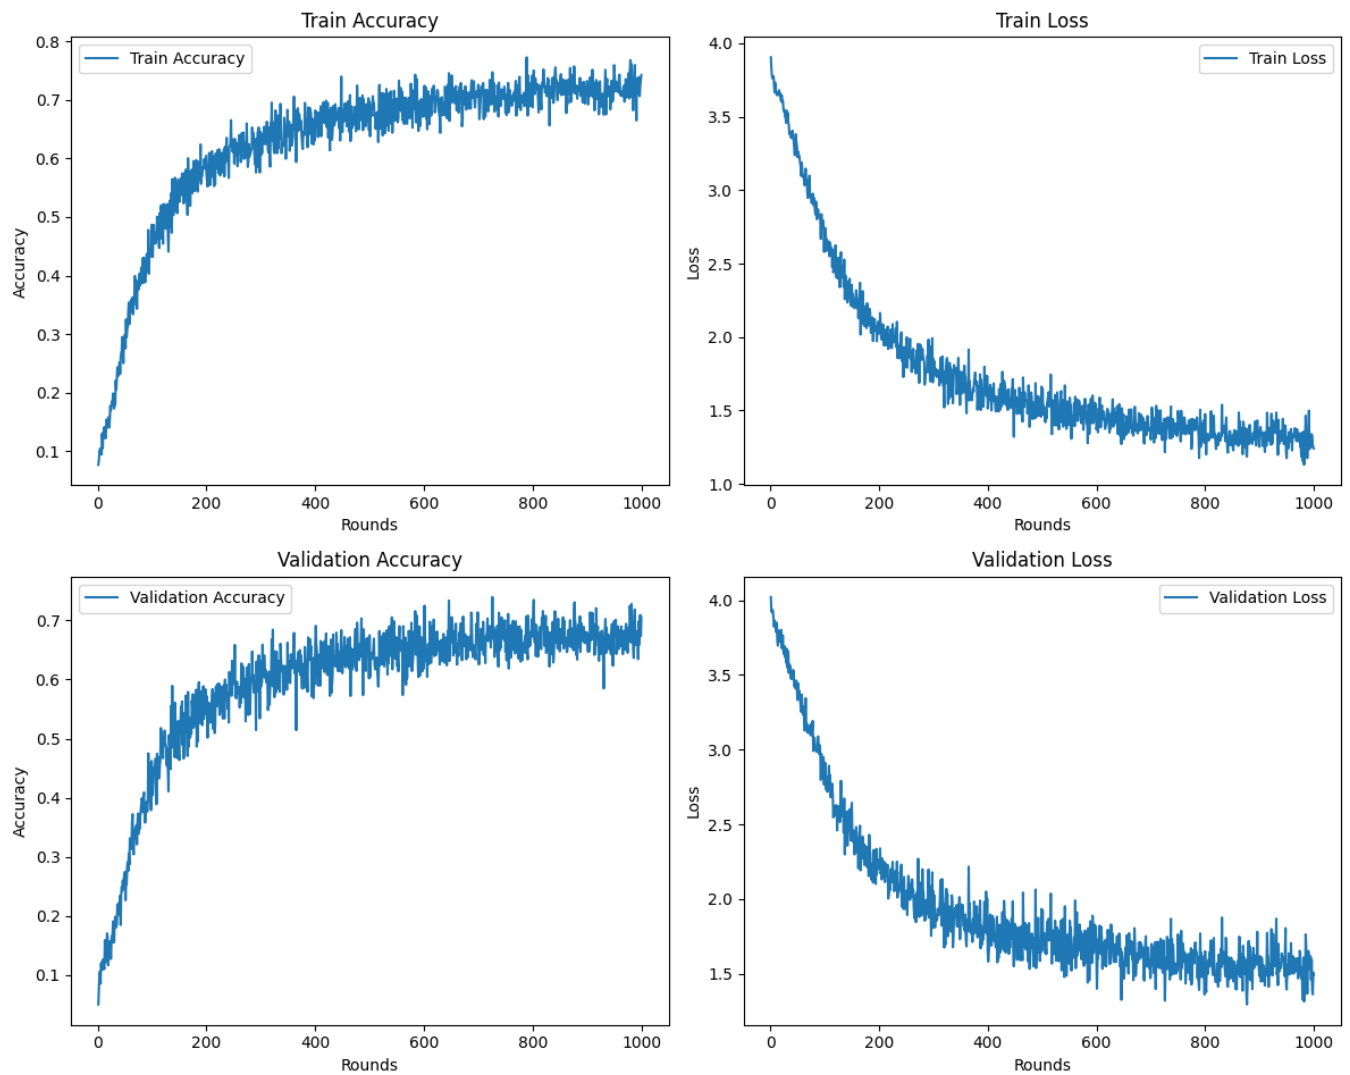 Train Accuracy
Train Accuracy
0.8
0.7
0.6
0.5
0.4
0.3
0.2
0.1
Accuracy
0 200 400 600 800 1000
Rounds
Train Loss
Train Loss
4.0
3.5
3.0
2.5
2.0
1.5
1.0
Loss
0 200 400 600 800 1000
Rounds
Validation Accuracy
Validation Accuracy
0.7
0.6
0.5
0.4
0.3
0.2
0.1
Accuracy
0 200 400 600 800 1000
Rounds
Validation Loss
Validation Loss
4.0
3.5
3.0
2.5
2.0
1.5
Loss
0 200 400 600 800 1000
Rounds